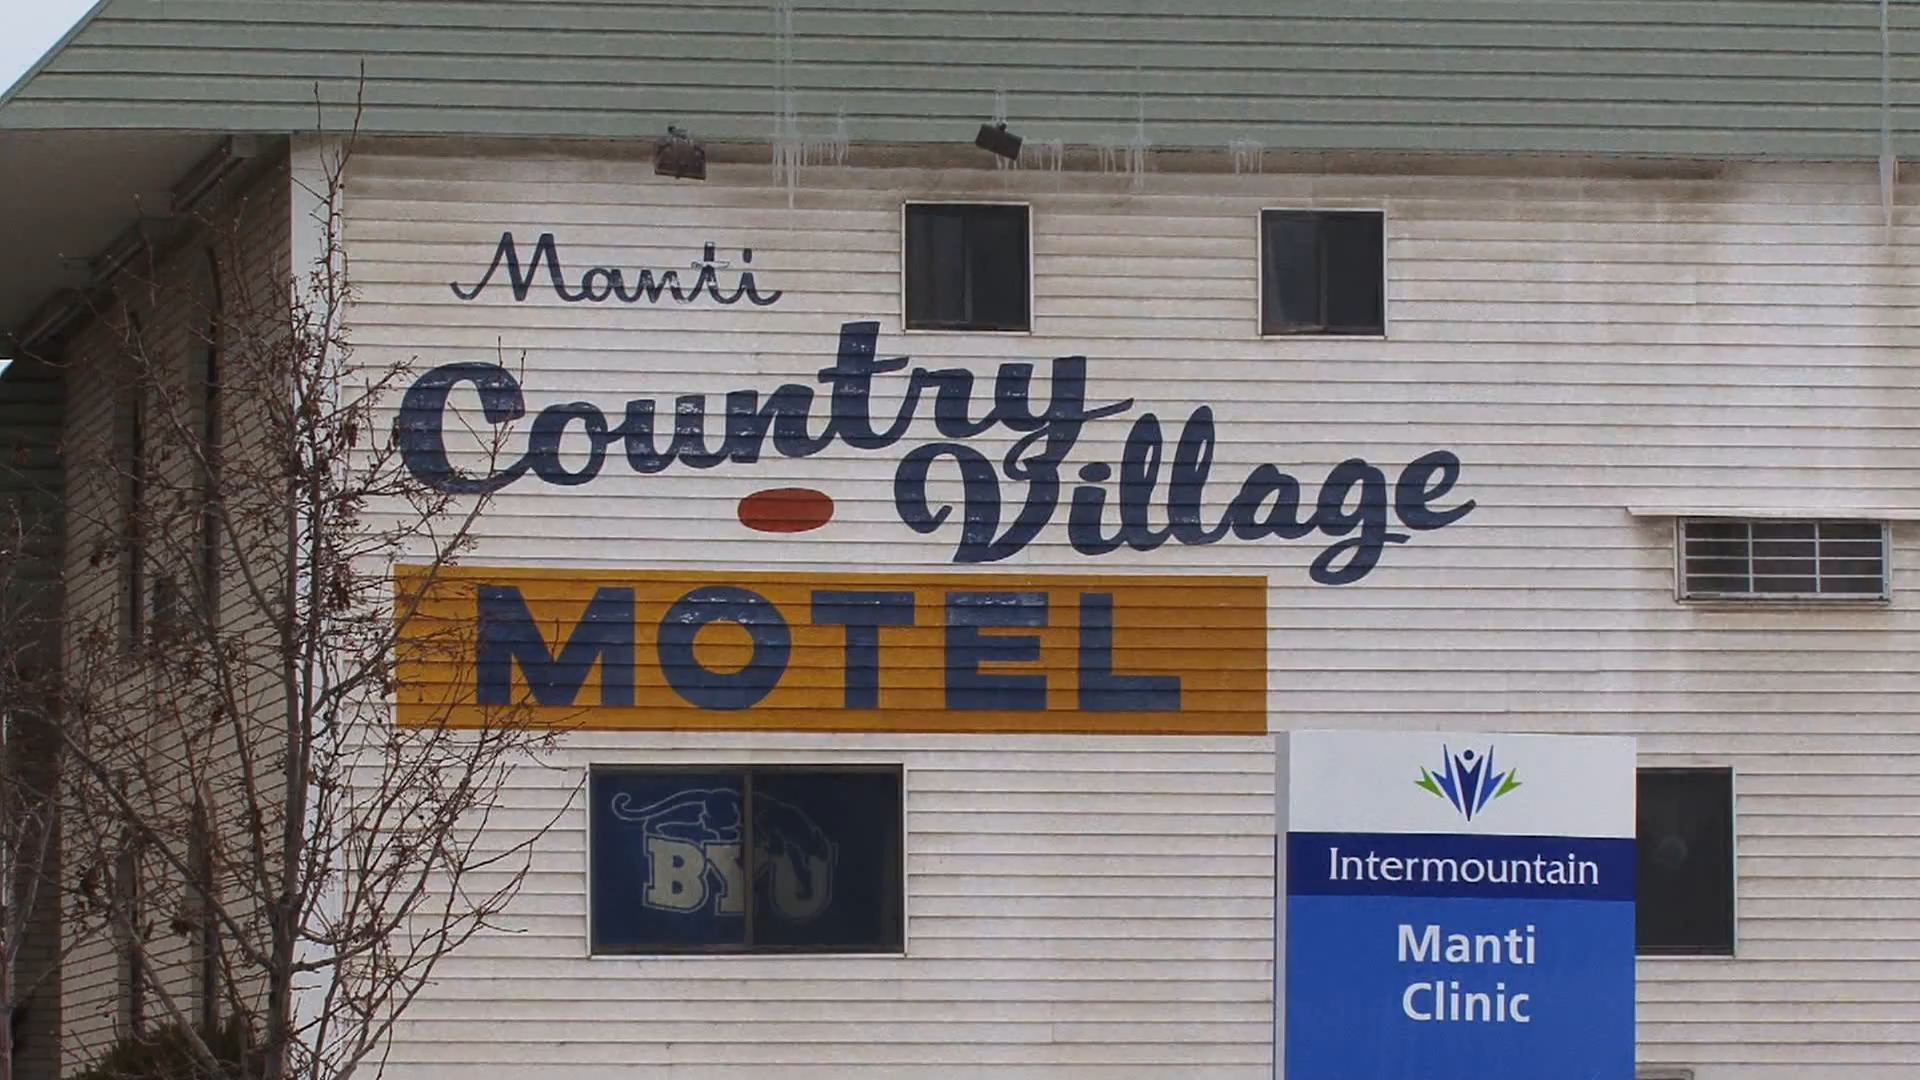 Manti
Country
Village
MOTEL
BYU
Intermountain
Manti
Clinic